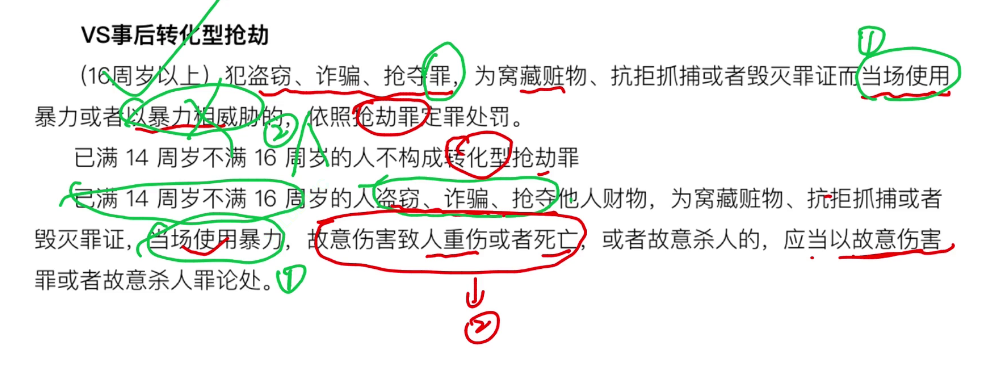 VS事后转化型抢劫
(16周岁以上)犯盗窃、诈骗、抢夺罪，为窝藏赃物、抗拒抓捕或者毁灭罪证而当场使用
①
暴力或者以暴力相威胁的，依照抢劫罪定罪处罚。
②
已满 14 周岁不满 16 周岁的人不构成转化型抢劫罪
已满 14 周岁不满 16 周岁的人盗窃、诈骗、抢夺他人财物，为窝藏赃物、抗拒抓捕或者
毁灭罪证，当场使用暴力，故意伤害致人重伤或者死亡，或者故意杀人的，应当以故意伤害
罪或者故意杀人罪论处。①
②